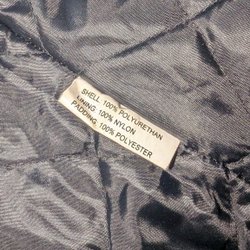 SHELL: 100% POLYURETHAN
LINING: 100% NYLON
PADDING: 100% POLYESTER